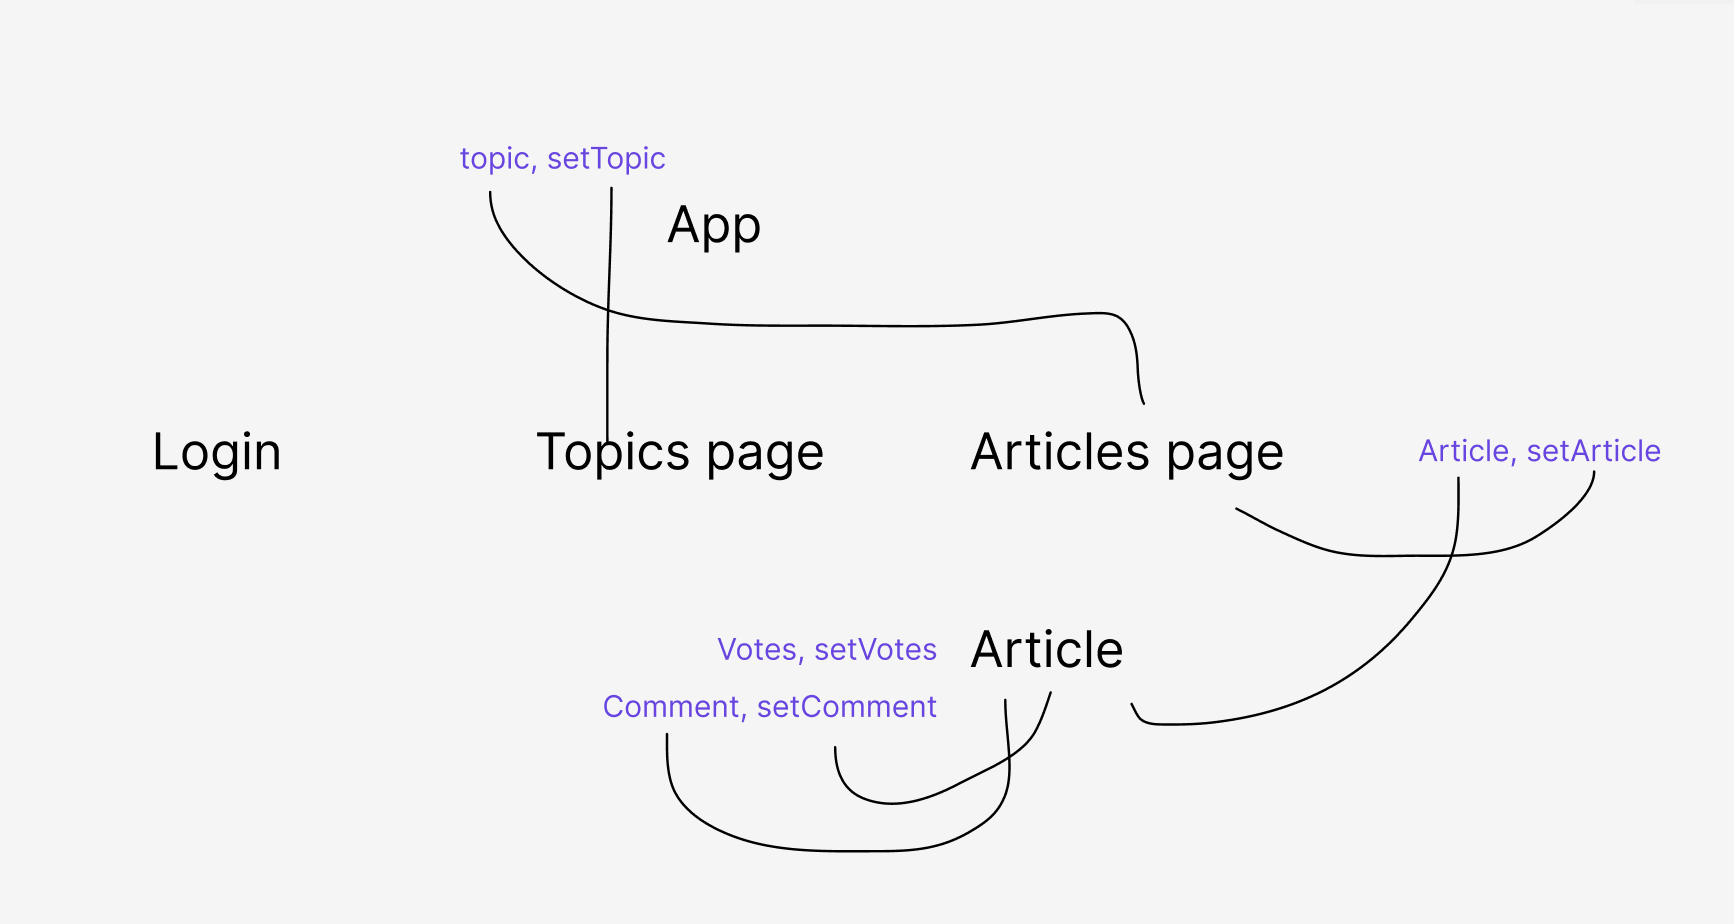 topic, setTopic
App
Login
Topics page
Articles page
Article, setArticle
Votes, setVotes
Article
Comment, setComment